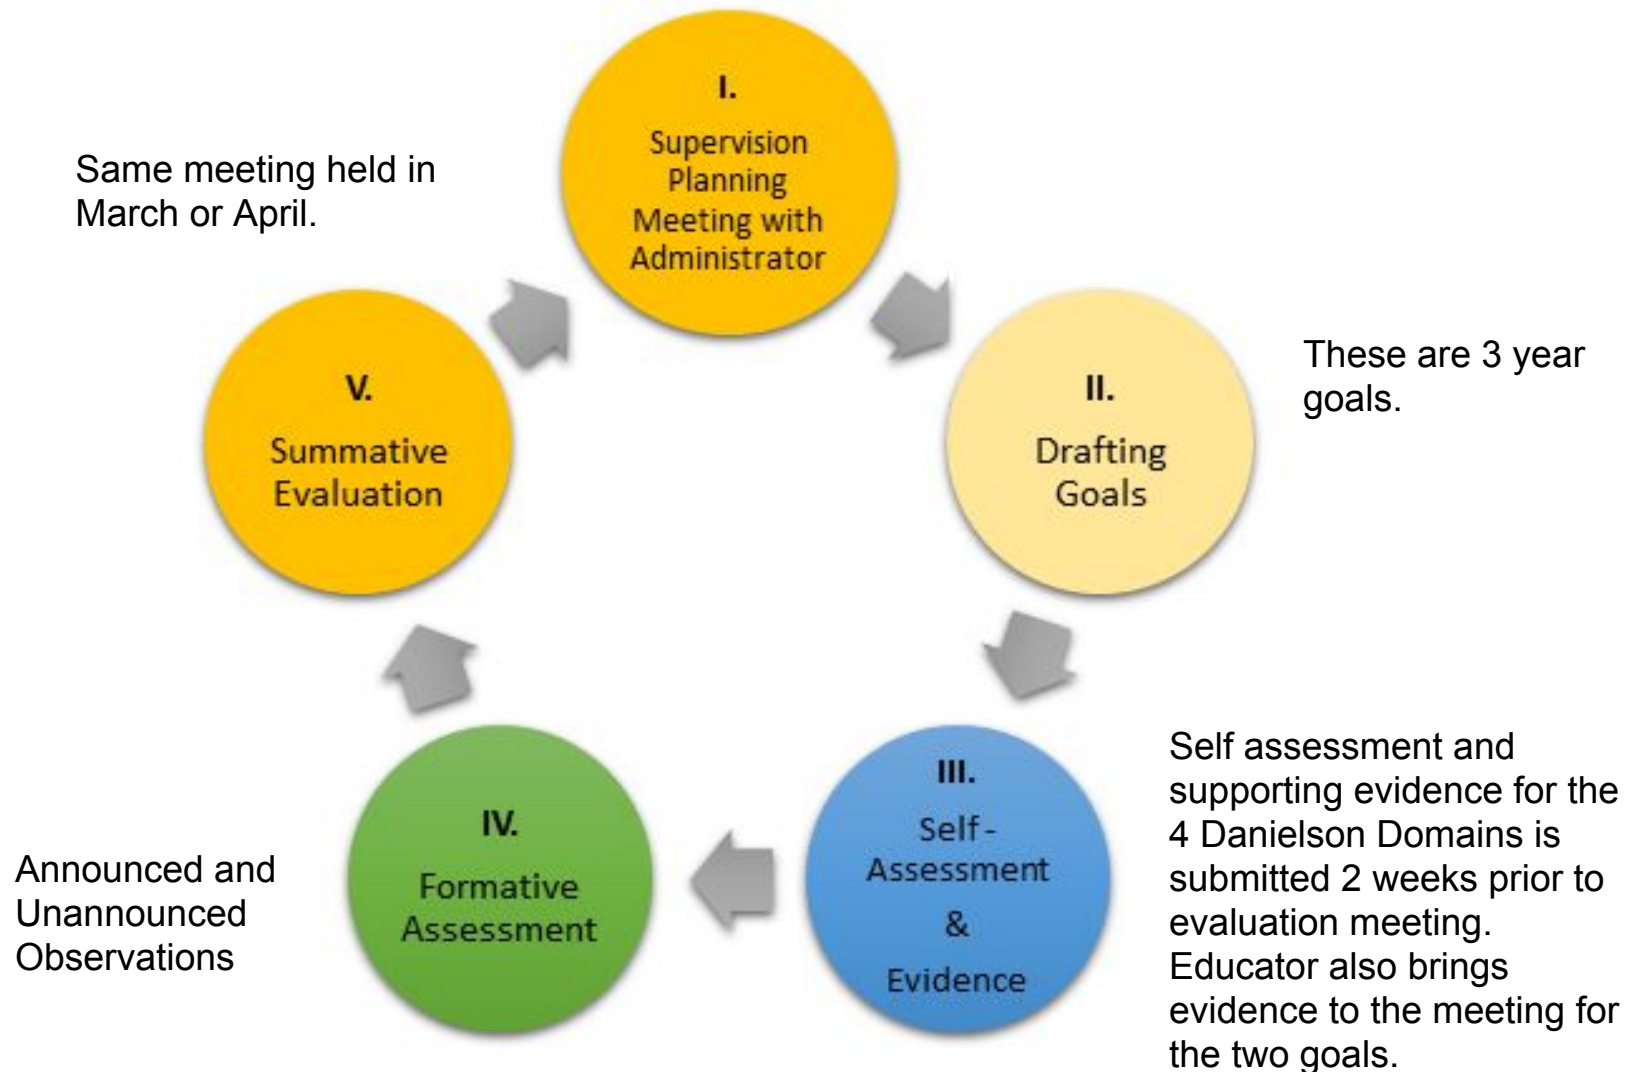 I.
Supervision
Planning
Meeting with
Administrator
Same meeting held in
March or April.
II.
Drafting
Goals
These are 3 year
goals.
III.
Self-
Assessment
&
Evidence
Self assessment and
supporting evidence for the
4 Danielson Domains is
submitted 2 weeks prior to
evaluation meeting.
Educator also brings
evidence to the meeting for
the two goals.
IV.
Formative
Assessment
Announced and
Unannounced
Observations
V.
Summative
Evaluation